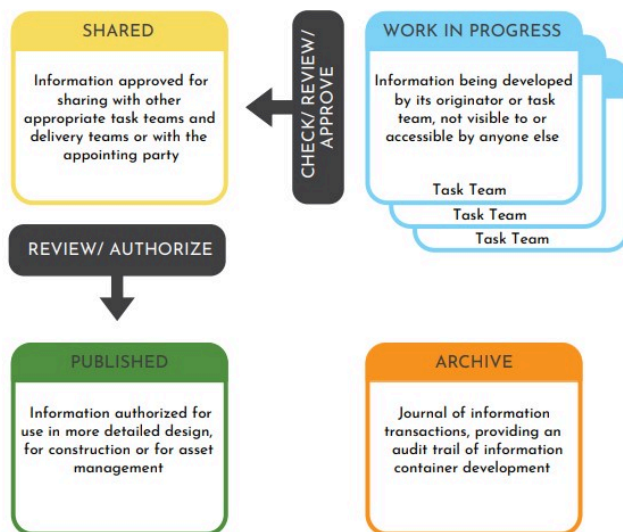 SHARED
Information approved for
sharing with other
appropriate task teams and
delivery teams or with the
appointing party
CHECK/ REVIEW/
APPROVE
WORK IN PROGRESS
Information being developed
by its originator or task
team, not visible to or
accessible by anyone else
Task Team
Task Team
Task Team
REVIEW/ AUTHORIZE
PUBLISHED
Information authorized for
use in more detailed design,
for construction or for asset
management
ARCHIVE
Journal of information
transactions, providing an
audit trail of information
container development